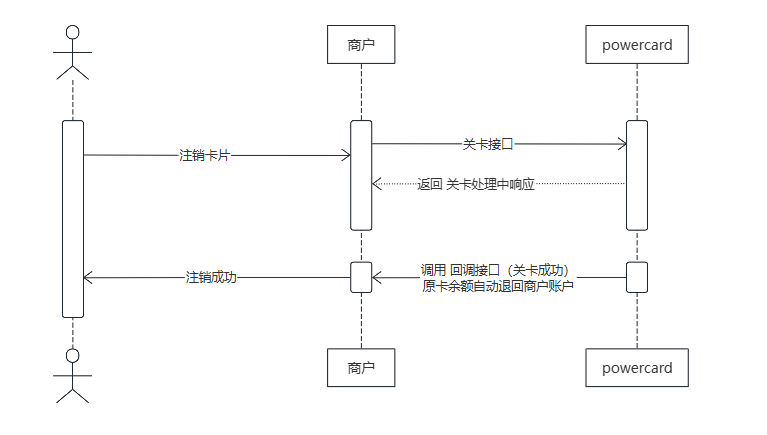 商户
powercard
注销卡片
关卡接口
返回 关卡处理中响应
注销成功
调用 回调接口（关卡成功）
原卡余额自动退回商户账户
商户
powercard